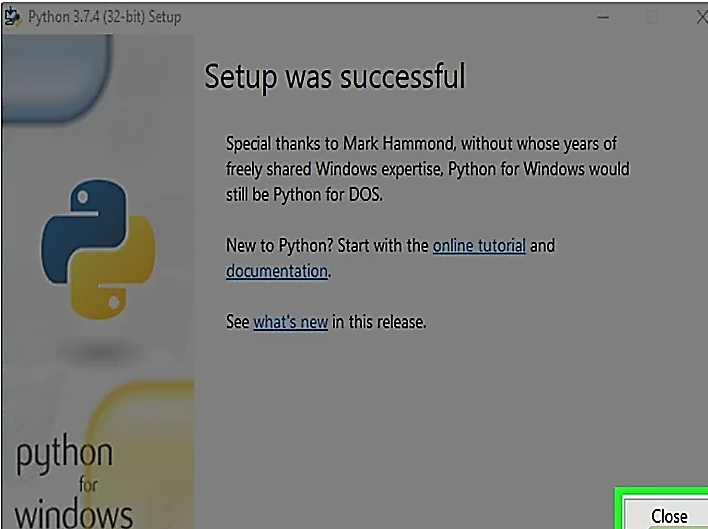 Python 3.7.4 (32-bit) Setup
Setup was successful
Special thanks to Mark Hammond, without whose years of
freely shared Windows expertise, Python for Windows would
still be Python for DOS.
New to Python? Start with the online tutorial and
documentation.
See what's new in this release.
python
for
windows
Close